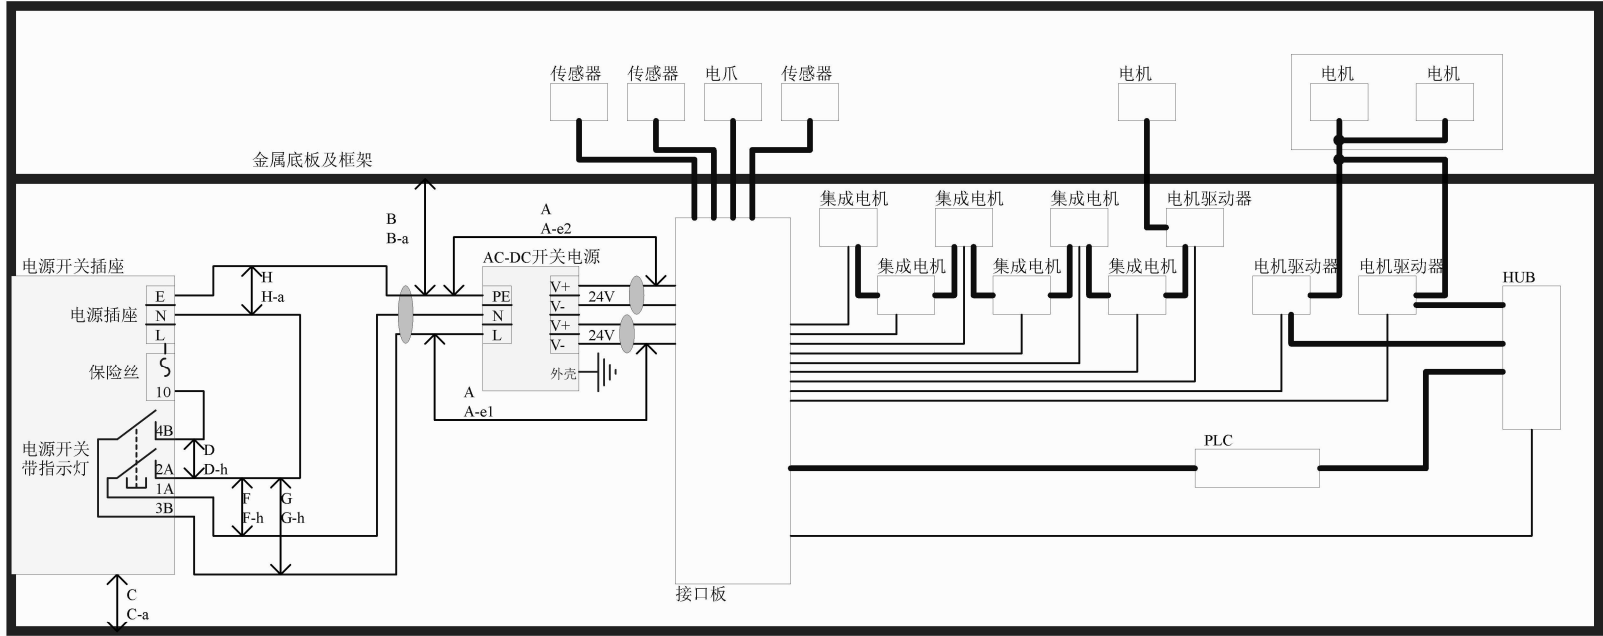 传感器
传感器
电爪
传感器
电机
电机
电机
金属底板及框架
集成电机
集成电机
集成电机
电机驱动器
B
B-a
A
A-e2
电源开关插座
AC-DC开关电源
集成电机
集成电机
集成电机
电机驱动器
电机驱动器
HUB
H
H-a
E
N
L
电源插座
PE
N
L
V+
24V
V-
V+
24V
V-
保险丝
10
外壳
A
A-e1
4B
电源开关
带指示灯
D
D-h
2A
1A
3B
F
F-h
G
G-h
PLC
C
C-a
接口板